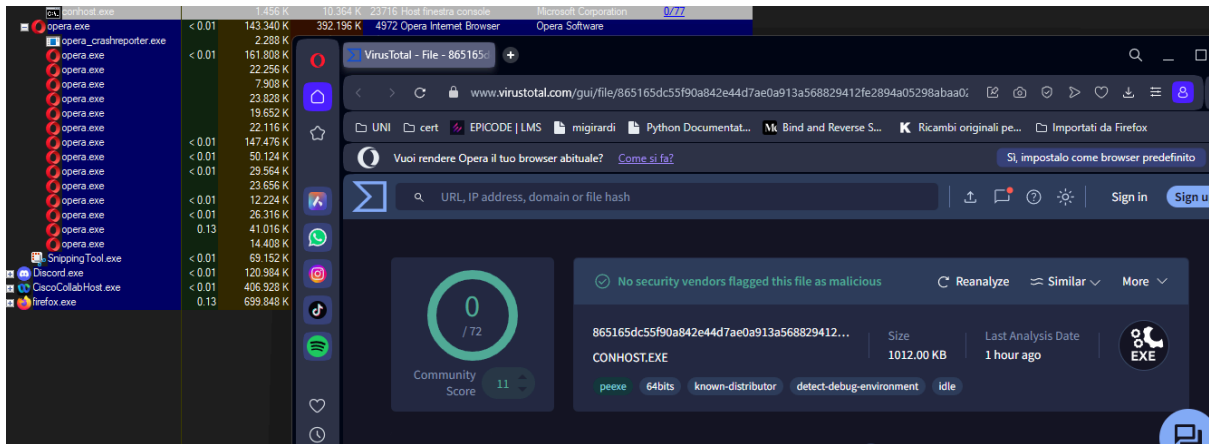 conhost.exe 1.456 K 10.364 K 23716 Host finestra console Microsoft Corporation 0/77
opera.exe < 0.01 143.340 K 392.196 K 4972 Opera Internet Browser Opera Software
opera_crashreporter.exe 2.288 K
opera.exe < 0.01 161.808 K
opera.exe 22.256 K
opera.exe 7.908 K
opera.exe 23.828 K
opera.exe 19.652 K
opera.exe 22.116 K
opera.exe < 0.01 147.476 K
opera.exe < 0.01 50.124 K
opera.exe < 0.01 29.564 K
opera.exe 23.656 K
opera.exe < 0.01 12.224 K
opera.exe < 0.01 26.316 K
opera.exe 0.13 41.016 K
opera.exe 14.408 K
SnippingTool.exe < 0.01 69.152 K
Discord.exe < 0.01 120.984 K
CiscoCollabHost.exe < 0.01 406.928 K
firefox.exe 0.13 699.848 K
VirusTotal - File - 865165d
www.virustotal.com/gui/file/865165dc55f90a842e44d7ae0a913a568829412fe2894a05298abaa02
UNI cert EPICODE | LMS migirardi Python Documentat... Bind and Reverse S... Ricambi originali pe... Importati da Firefox
Vuoi rendere Opera il tuo browser abituale? Come si fa? Sì, impostalo come browser predefinito
URL, IP address, domain or file hash Sign in Sign u
0
/ 72
Community
Score 11
No security vendors flagged this file as malicious Reanalyze Similar More
865165dc55f90a842e44d7ae0a913a568829412... Size Last Analysis Date
CONHOST.EXE 1012.00 KB 1 hour ago
EXE
peexe 64bits known-distributor detect-debug-environment idle